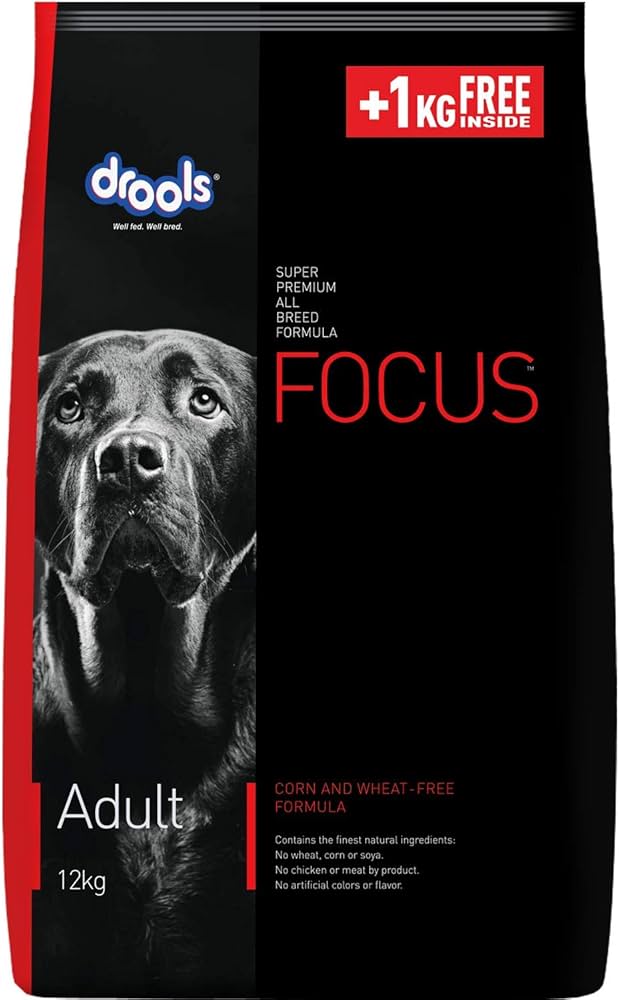 +1KG FREE
INSIDE
drools®
Well fed. Well bred.
SUPER
PREMIUM
ALL
BREED
FORMULA
FOCUS™
Adult
12kg
CORN AND WHEAT-FREE
FORMULA
Contains the finest natural ingredients:
No wheat, corn or soya.
No chicken or meat by product.
No artificial colors or flavor.